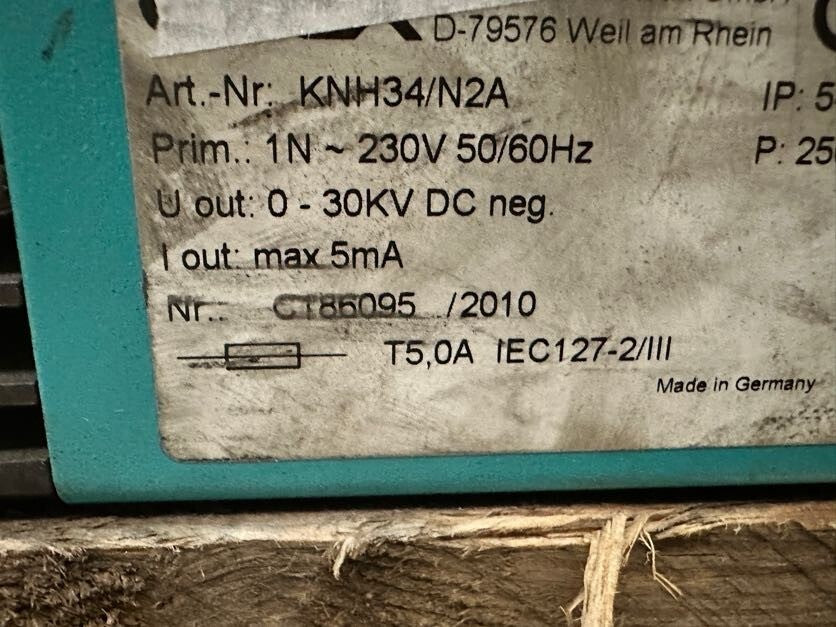 D-79576 Weil am Rhein
Art.-Nr: KNH34/N2A IP: 5
Prim.: 1N ~ 230V 50/60Hz P: 25
U out: 0 - 30KV DC neg.
I out: max 5mA
Nr.: CT86095 /2010
T5,0A IEC127-2/III
Made in Germany